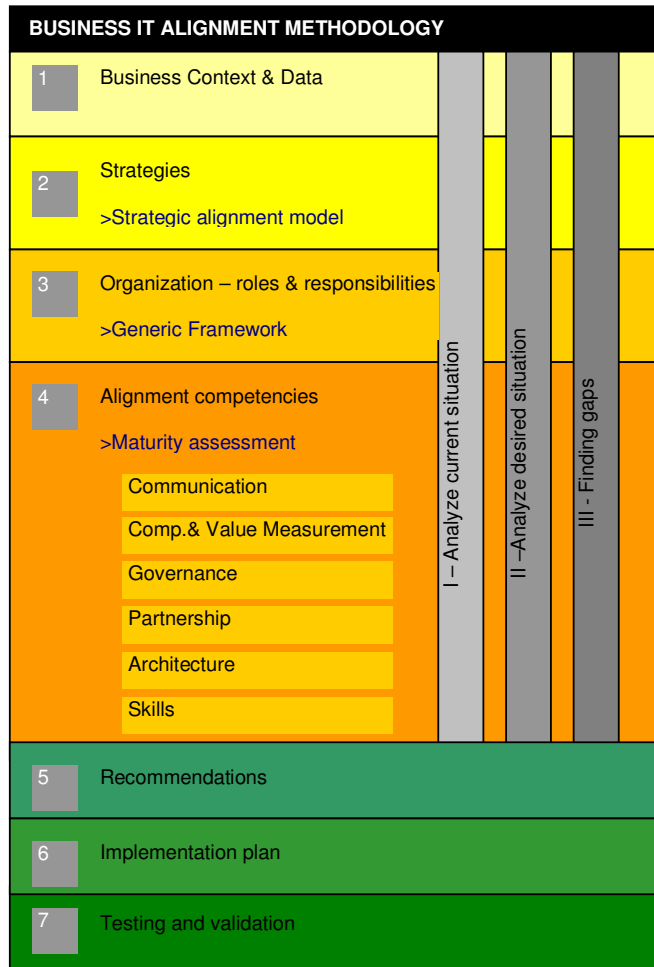 BUSINESS IT ALIGNMENT METHODOLOGY
1
Business Context & Data
2
Strategies
>Strategic alignment model
3
Organization – roles & responsibilities
>Generic Framework
4
Alignment competencies
>Maturity assessment
Communication
Comp.& Value Measurement
Governance
Partnership
Architecture
Skills
I – Analyze current situation
II –Analyze desired situation
III - Finding gaps
5
Recommendations
6
Implementation plan
7
Testing and validation